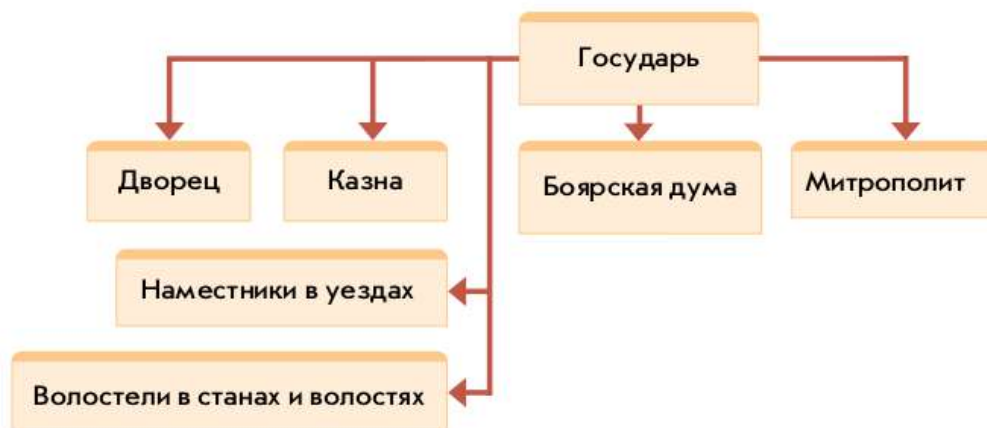 Государь
Дворец
Казна
Боярская дума
Митрополит
Наместники в уездах
Волостели в станах и волостях